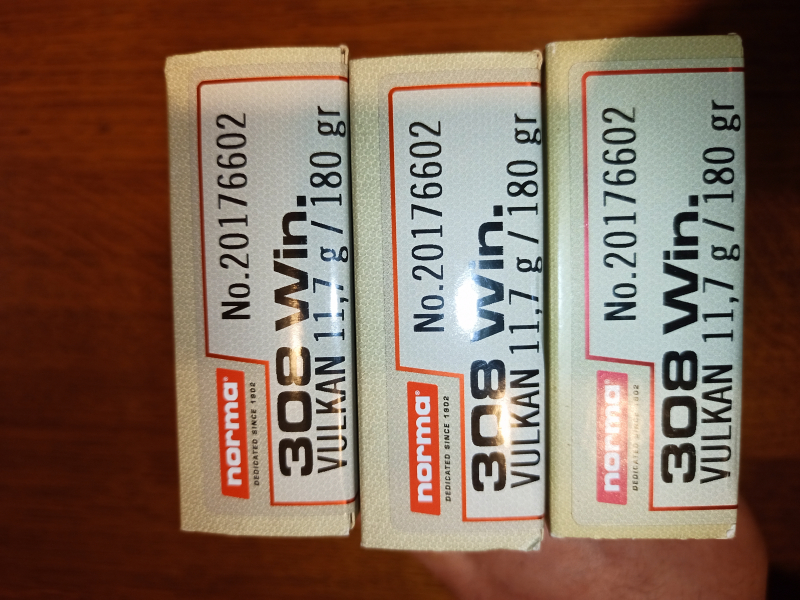 norma
DEDICATED SINCE 1902
No.20176602
308 Win.
VULKAN 11,7 g / 180 gr
norma
DEDICATED SINCE 1902
No.20176602
308 Win.
VULKAN 11,7 g / 180 gr
norma
DEDICATED SINCE 1902
No.20176602
308 Win.
VULKAN 11,7 g / 180 gr